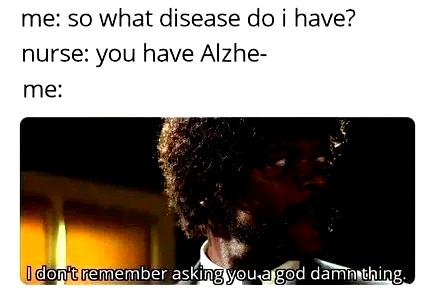 me: so what disease do i have?
nurse: you have Alzhe-
me:
I don't remember asking you a god damn thing.